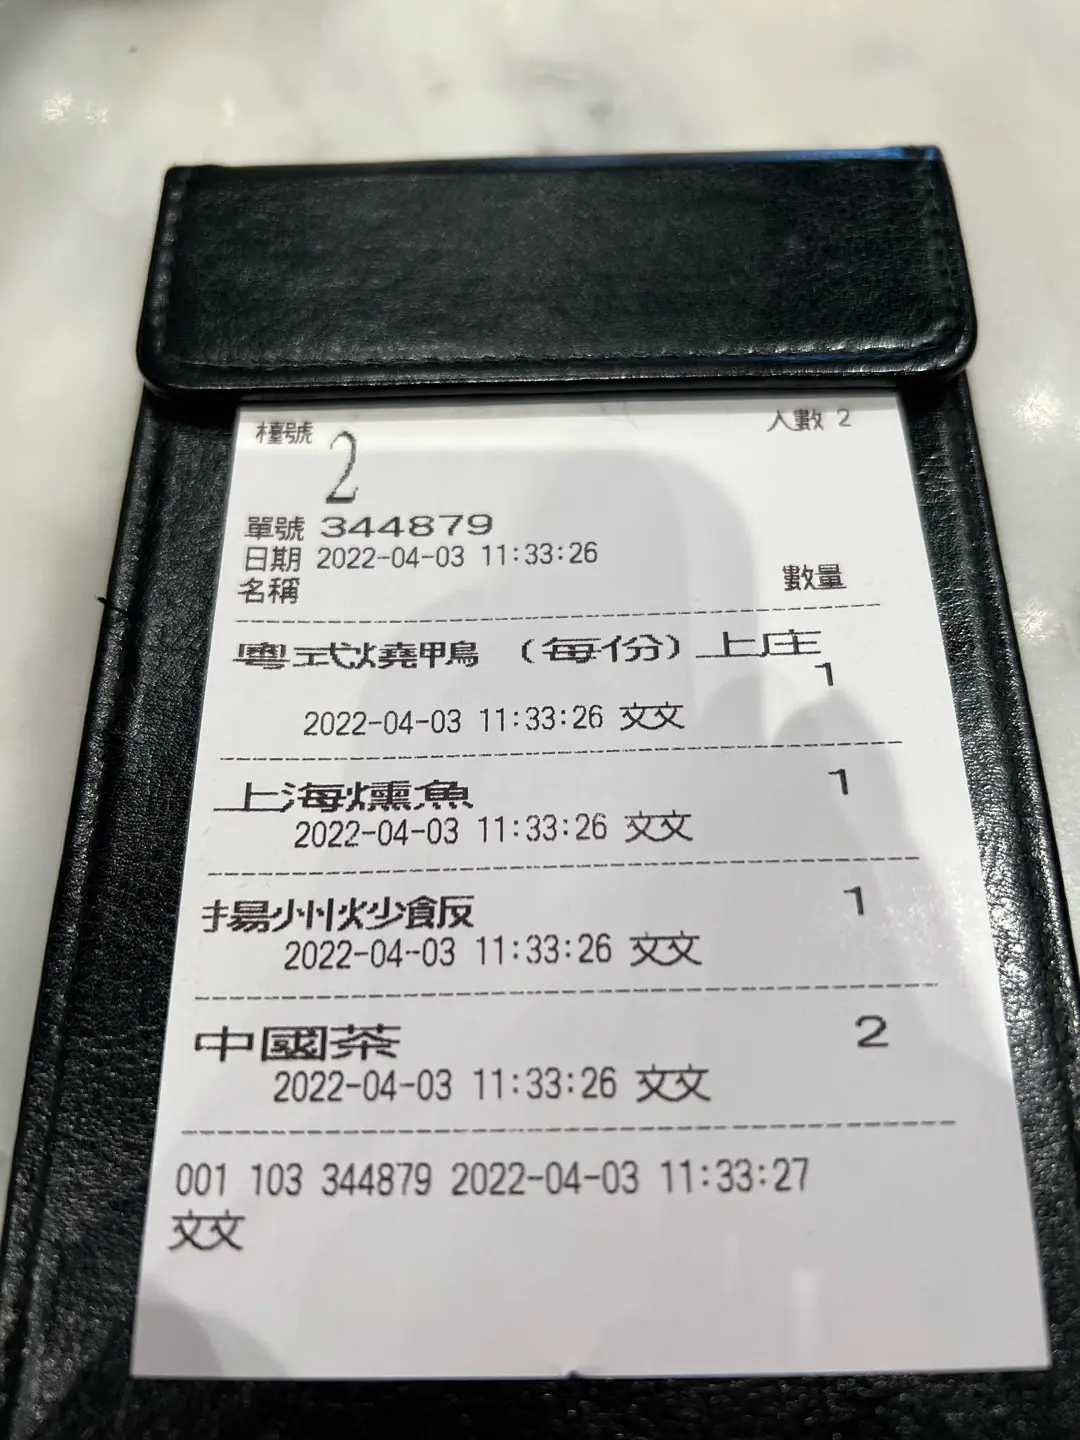 檯號 2
人數 2
單號 344879
日期 2022-04-03 11:33:26
名稱 數量
粵式燒鴨 (每份) 上庄
1
2022-04-03 11:33:26 文文
上海燻魚 1
2022-04-03 11:33:26 文文
揚州炒飯 1
2022-04-03 11:33:26 文文
中國茶 2
2022-04-03 11:33:26 文文
001 103 344879 2022-04-03 11:33:27
文文